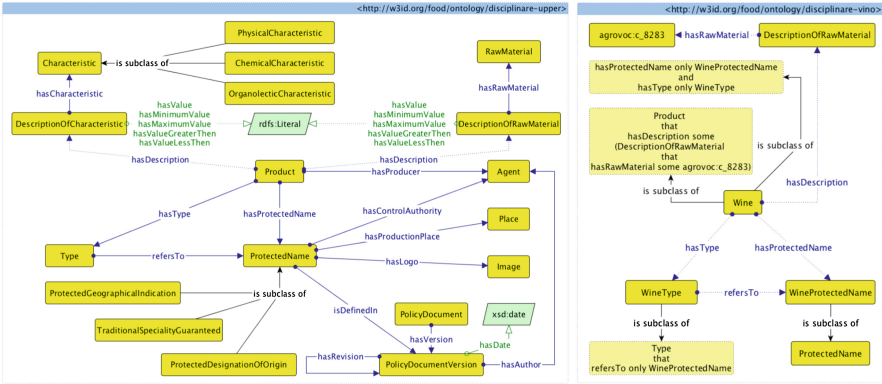 <http://w3id.org/food/ontology/disciplinare-upper>
PhysicalCharacteristic
Characteristic
is subclass of
ChemicalCharacteristic
OrganolecticCharacteristic
RawMaterial
hasCharacteristic
hasRawMaterial
DescriptionOfCharacteristic
hasValue
hasMinimumValue
hasMaximumValue
hasValueGreaterThen
hasValueLessThen
rdfs:Literal
hasValue
hasMinimumValue
hasMaximumValue
hasValueGreaterThen
hasValueLessThen
DescriptionOfRawMaterial
hasDescription
hasDescription
Product
hasProducer
Agent
hasType
hasProtectedName
hasControlAuthority
Place
hasProductionPlace
Type
refersTo
ProtectedName
hasLogo
Image
ProtectedGeographicalIndication
is subclass of
TraditionalSpecialityGuaranteed
ProtectedDesignationOfOrigin
isDefinedIn
PolicyDocument
xsd:date
hasVersion
hasDate
hasRevision
PolicyDocumentVersion
hasAuthor
<http://w3id.org/food/ontology/disciplinare-vino>
agrovoc:c_8283
hasRawMaterial
DescriptionOfRawMaterial
hasProtectedName only WineProtectedName
and
hasType only WineType
Product
that
hasDescription some
(DescriptionOfRawMaterial
that
hasRawMaterial some agrovoc:c_8283)
is subclass of
is subclass of
hasDescription
Wine
hasType
hasProtectedName
WineType
refersTo
WineProtectedName
is subclass of
is subclass of
Type
that
refersTo only WineProtectedName
ProtectedName